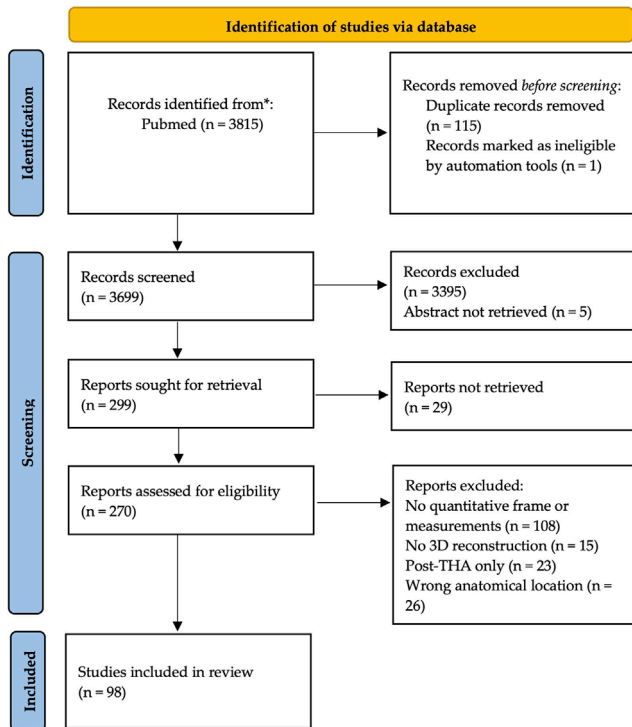 Identification of studies via database
Identification
Records identified from*:
Pubmed (n = 3815)
Records removed before screening:
Duplicate records removed
(n = 115)
Records marked as ineligible
by automation tools (n = 1)
Screening
Records screened
(n = 3699)
Records excluded
(n = 3395)
Abstract not retrieved (n = 5)
Reports sought for retrieval
(n = 299)
Reports not retrieved
(n = 29)
Reports assessed for eligibility
(n = 270)
Reports excluded:
No quantitative frame or
measurements (n = 108)
No 3D reconstruction (n = 15)
Post-THA only (n = 23)
Wrong anatomical location (n =
26)
Included
Studies included in review
(n = 98)